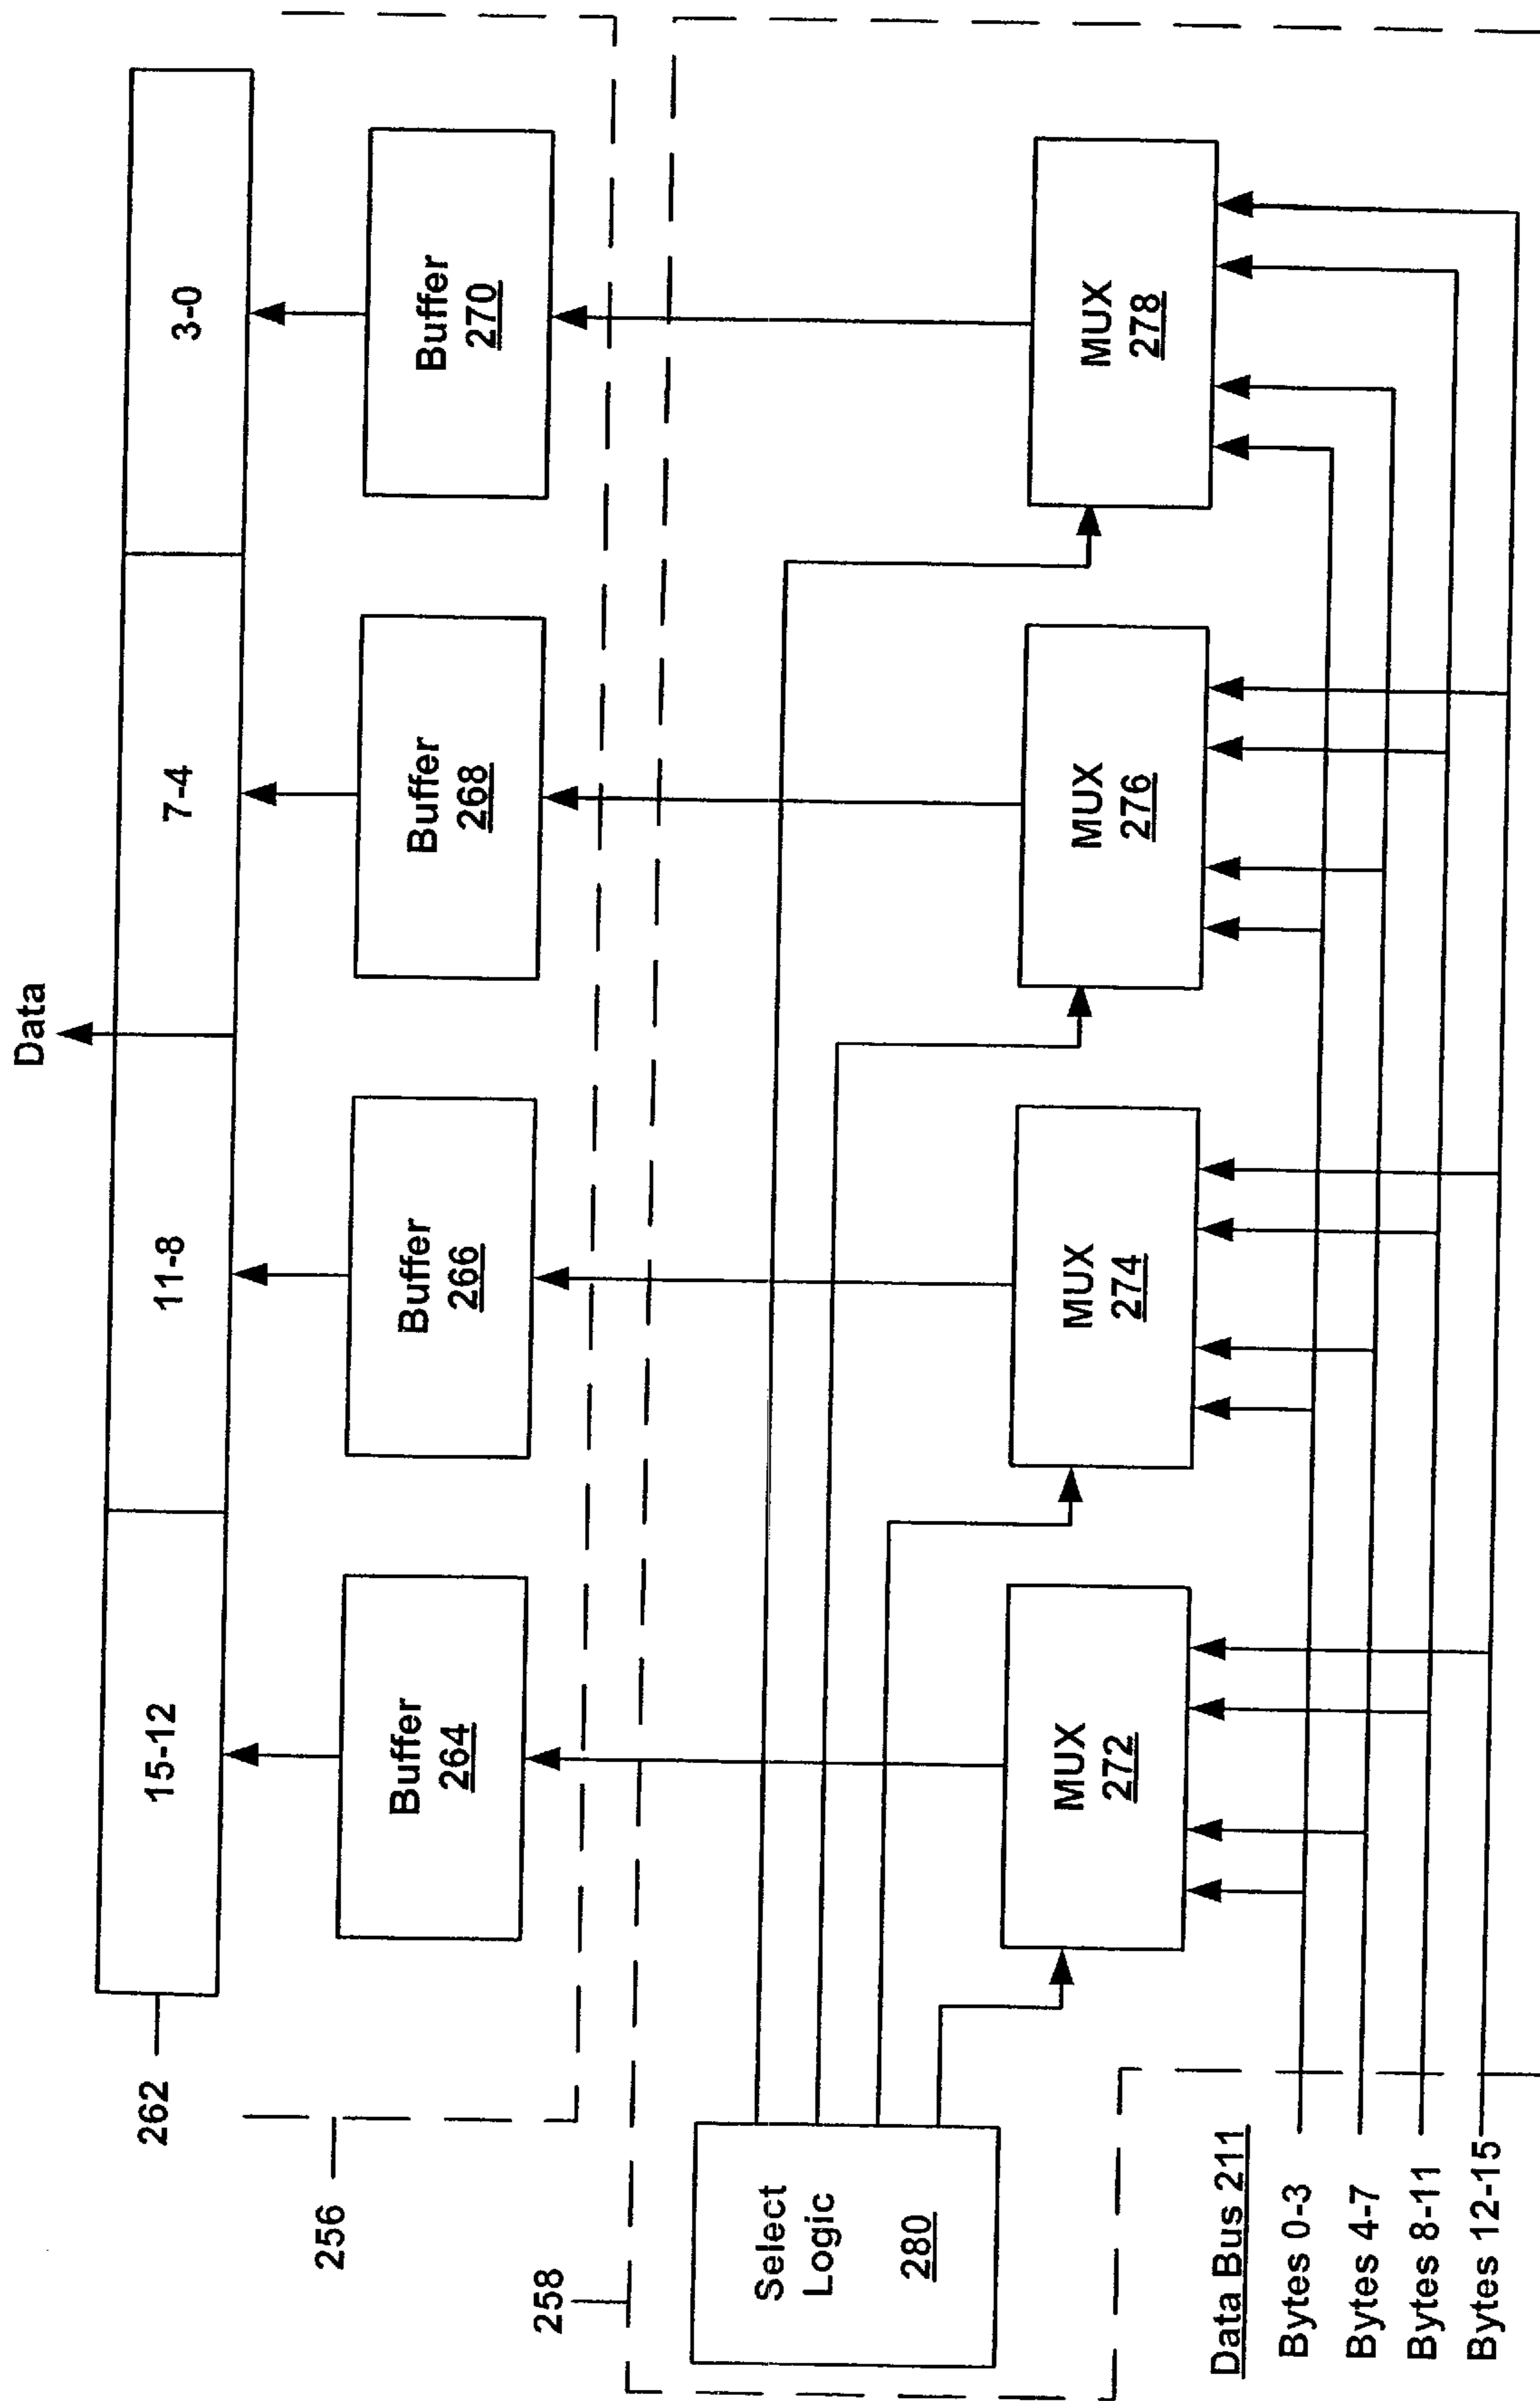 Data
262
15-12
11-8
7-4
3-0
256
Buffer
264
Buffer
266
Buffer
268
Buffer
270
258
Select
Logic
280
MUX
272
MUX
274
MUX
276
MUX
278
Data Bus 211
Bytes 0-3
Bytes 4-7
Bytes 8-11
Bytes 12-15